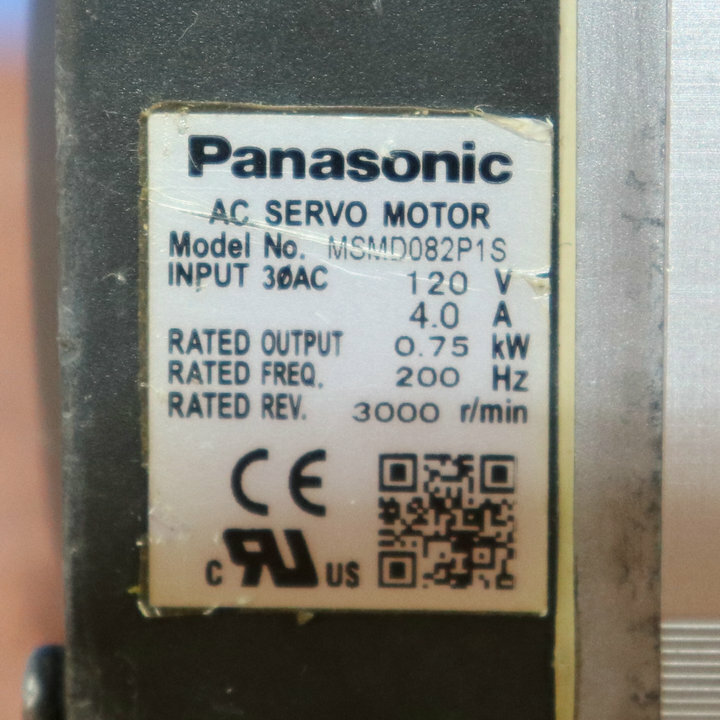 Panasonic
AC SERVO MOTOR
Model No. MSMD082P1S
INPUT 3ØAC 120 V
4.0 A
RATED OUTPUT 0.75 kW
RATED FREQ. 200 Hz
RATED REV. 3000 r/min
CE
c RU US